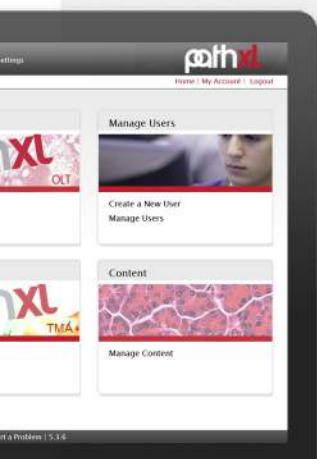 ettings
pathxl
Home | My Account | Logout
Manage Users
XL
OLT
Create a New User
Manage Users
Content
XL
TMA
Manage Content
rt a Problem | 5.3.6